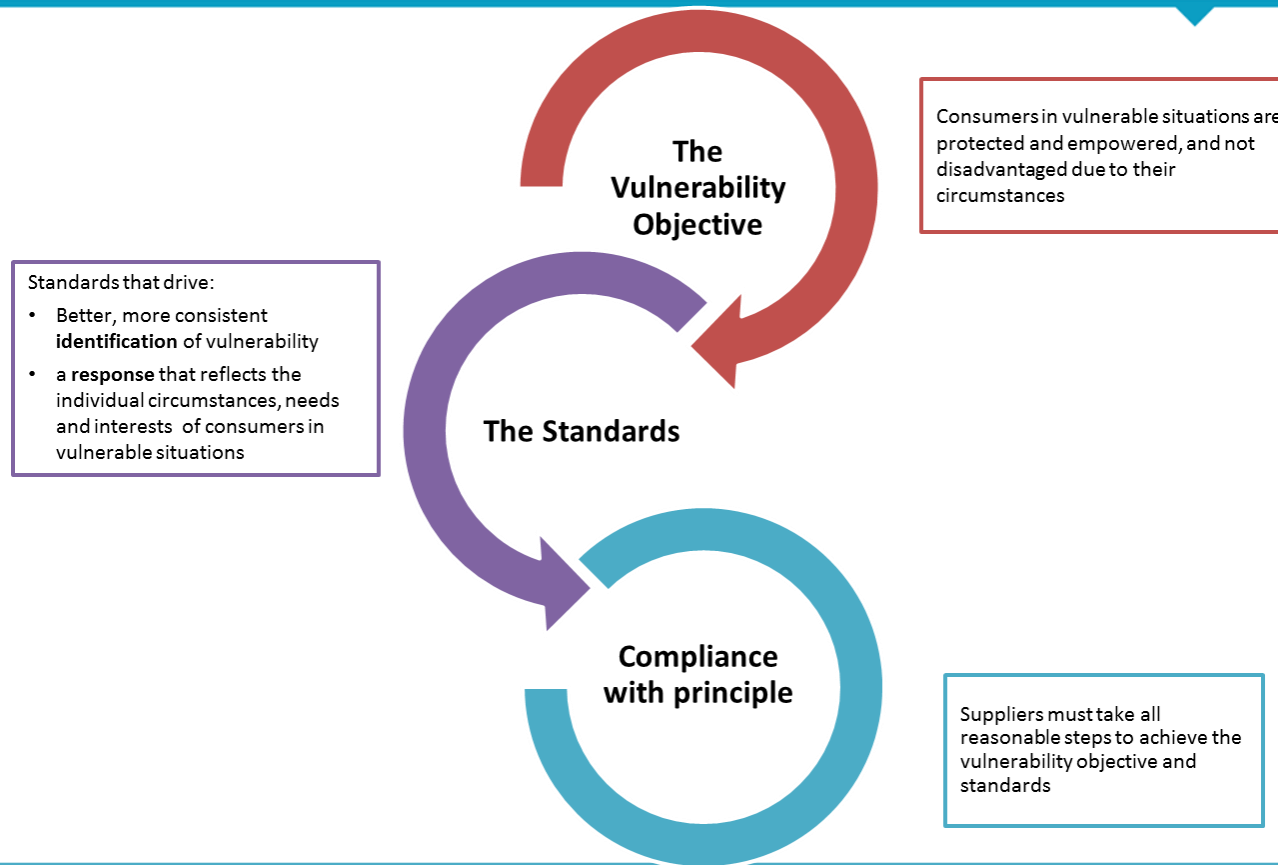 The
Vulnerability
Objective
Consumers in vulnerable situations are
protected and empowered, and not
disadvantaged due to their
circumstances
Standards that drive:
• Better, more consistent
identification of vulnerability
• a response that reflects the
individual circumstances, needs
and interests of consumers in
vulnerable situations
The Standards
Compliance
with principle
Suppliers must take all
reasonable steps to achieve the
vulnerability objective and
standards